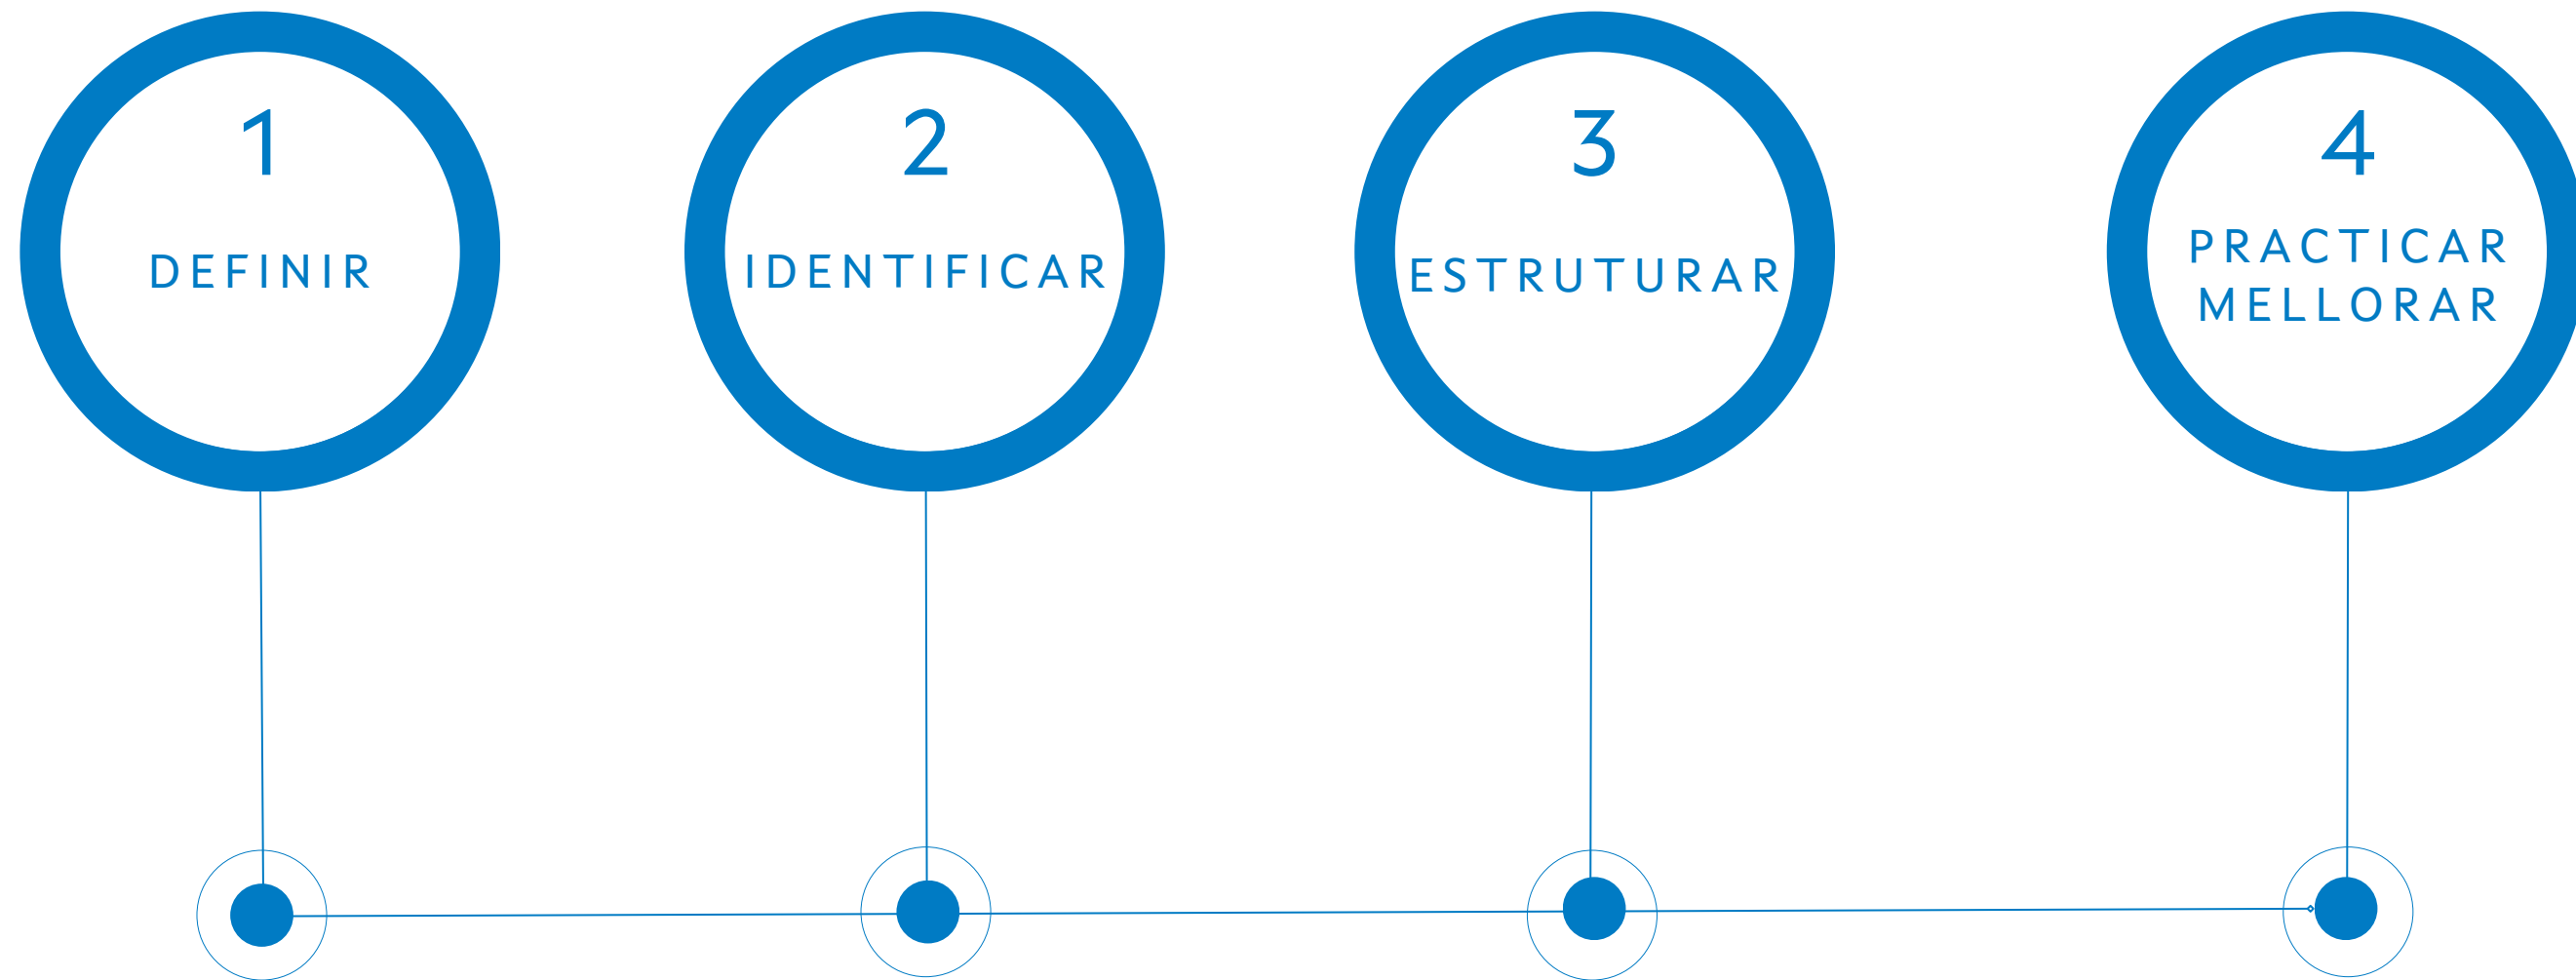 1
DEFINIR
2
IDENTIFICAR
3
ESTRUTURAR
4
PRACTICAR
MELLORAR